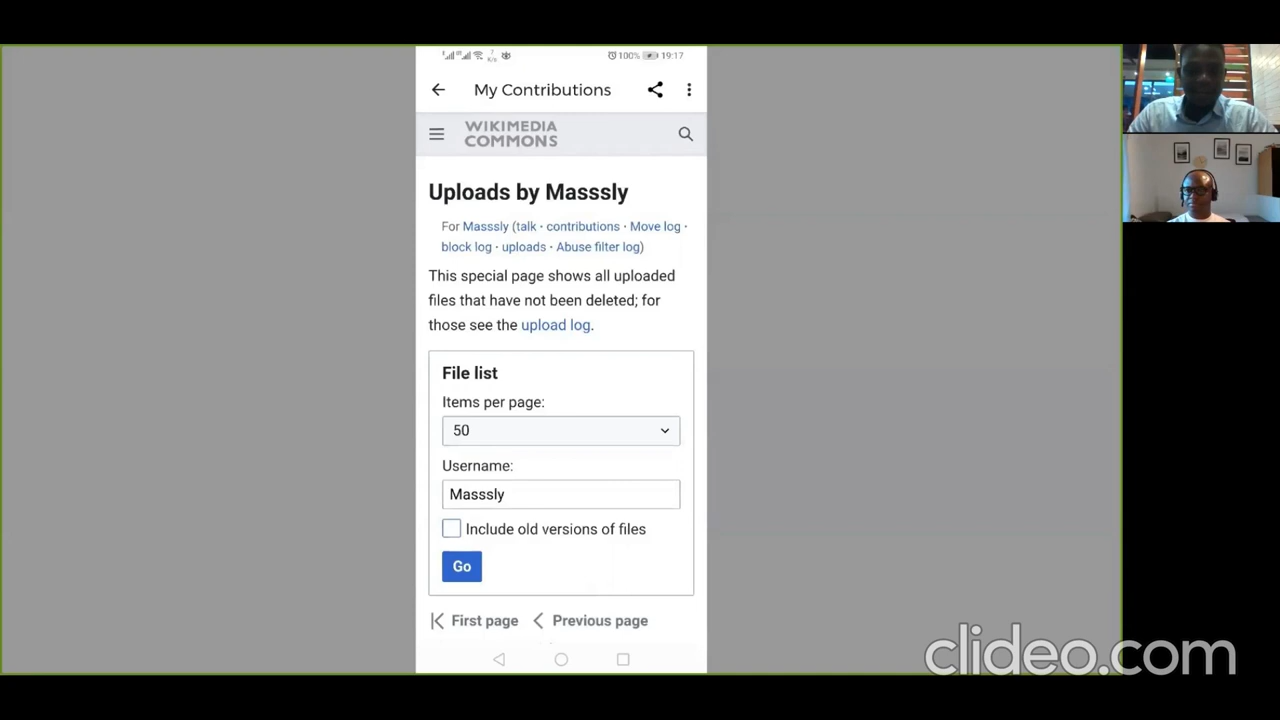 100% 19:17
My Contributions
WIKIMEDIA
COMMONS
Uploads by Masssly
For Masssly (talk · contributions · Move log ·
block log · uploads · Abuse filter log)
This special page shows all uploaded
files that have not been deleted; for
those see the upload log.
File list
Items per page:
50
Username:
Masssly
Include old versions of files
Go
First page Previous page
clideo.com